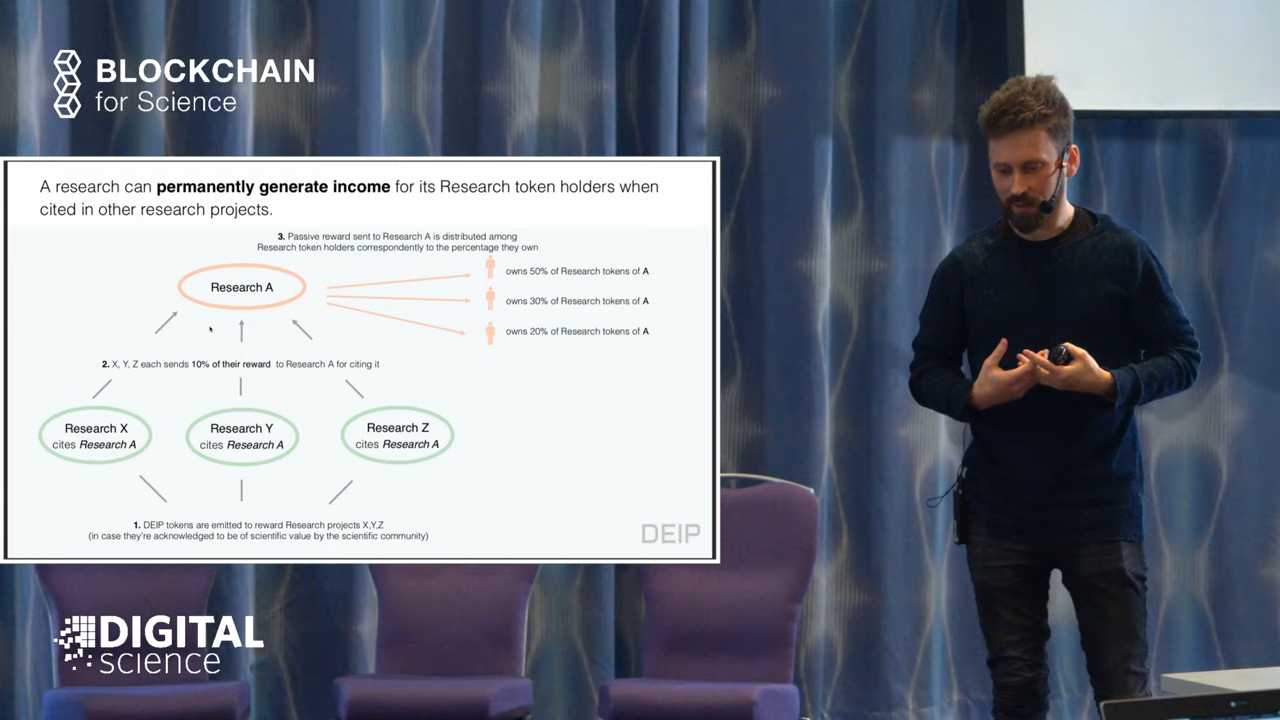 BLOCKCHAIN
for Science
A research can permanently generate income for its Research token holders when
cited in other research projects.
3. Passive reward sent to Research A is distributed among
Research token holders correspondently to the percentage they own
Research A
owns 50% of Research tokens of A
owns 30% of Research tokens of A
owns 20% of Research tokens of A
2. X, Y, Z each sends 10% of their reward to Research A for citing it
Research X
cites Research A
Research Y
cites Research A
Research Z
cites Research A
1. DEIP tokens are emitted to reward Research projects X,Y,Z
(in case they're acknowledged to be of scientific value by the scientific community)
DEIP
DIGITAL
science